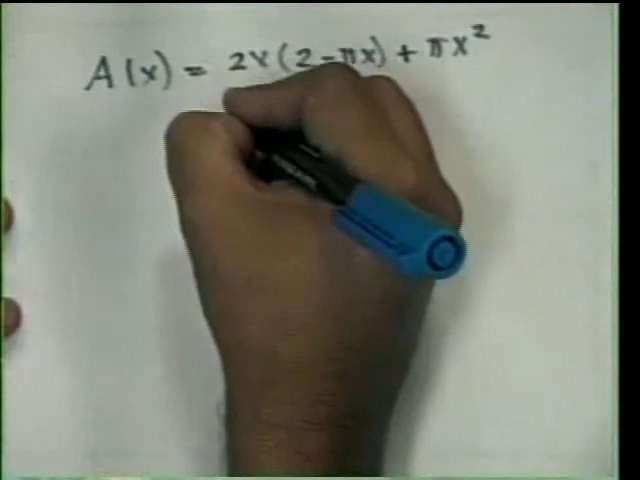 A(x) = 2x(2-πx) + πx²